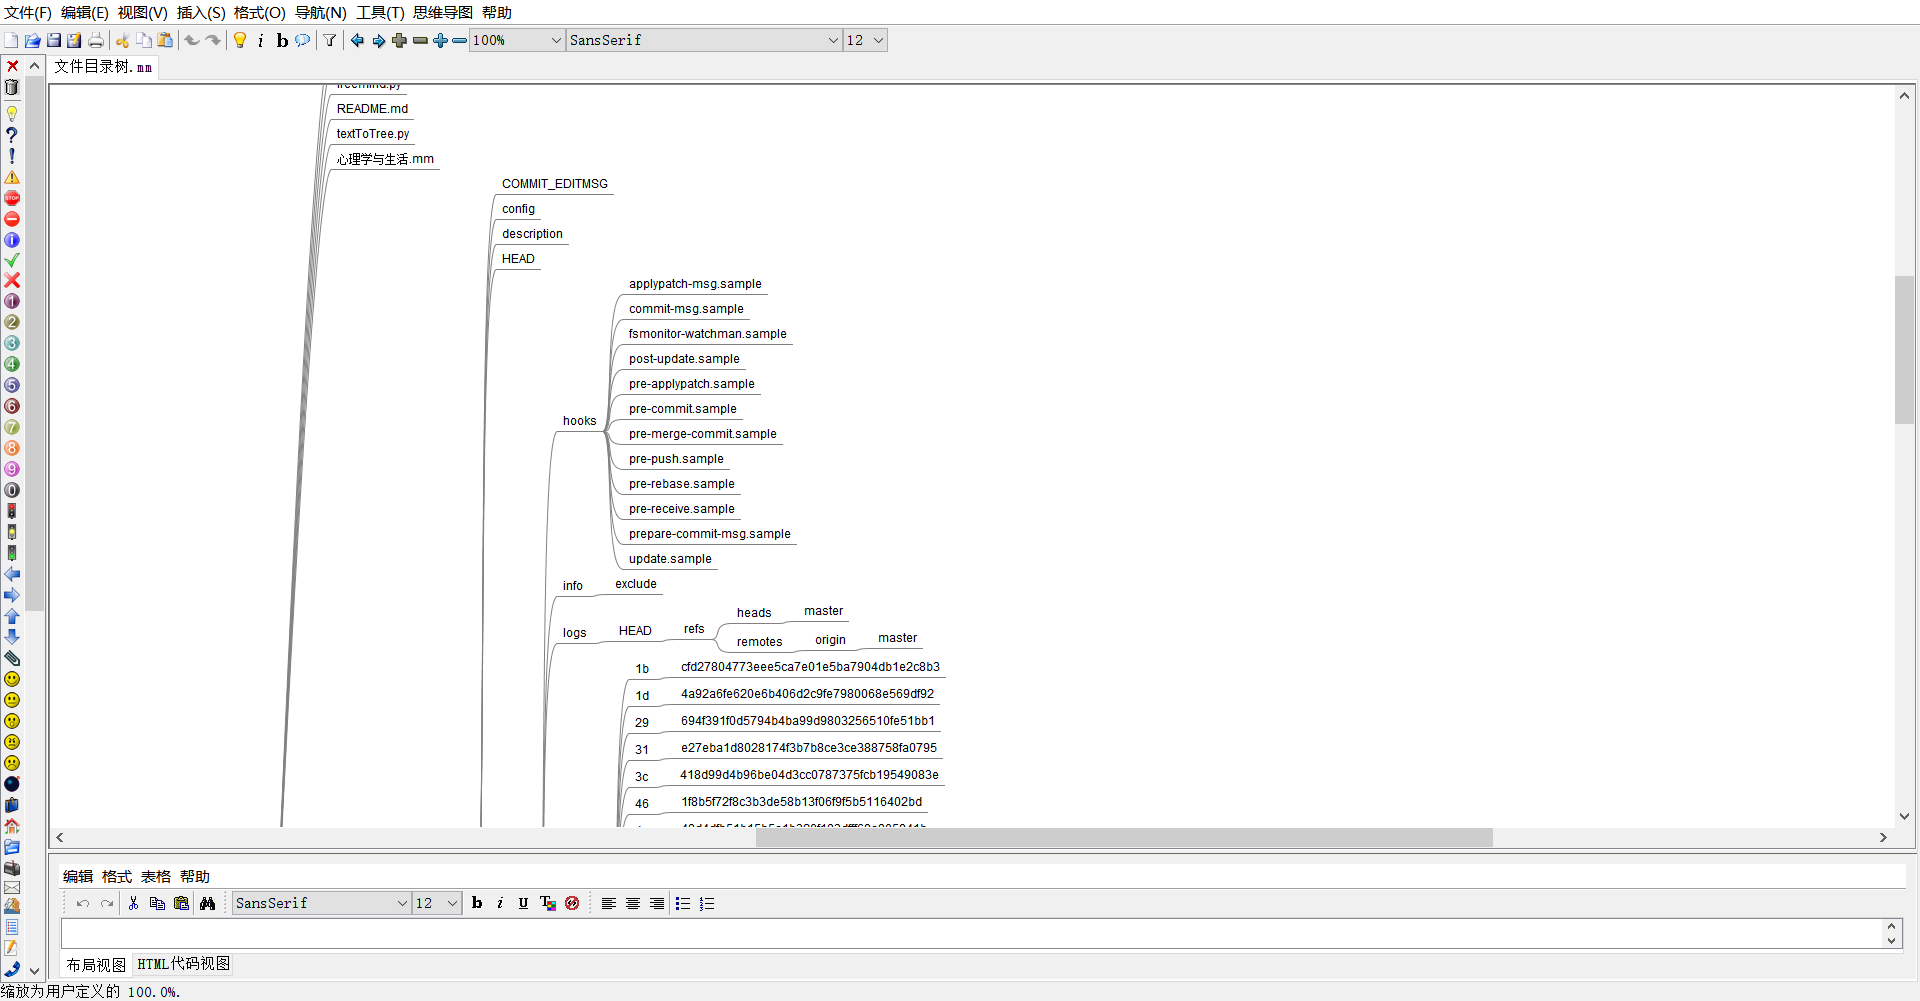 文件(F) 编辑(E) 视图(V) 插入(S) 格式(O) 导航(N) 工具(T) 思维导图 帮助
100% SansSerif 12
文件目录树.mm
freemind.py
README.md
textToTree.py
心理学与生活.mm
COMMIT_EDITMSG
config
description
HEAD
applypatch-msg.sample
commit-msg.sample
fsmonitor-watchman.sample
post-update.sample
pre-applypatch.sample
pre-commit.sample
hooks
pre-merge-commit.sample
pre-push.sample
pre-rebase.sample
pre-receive.sample
prepare-commit-msg.sample
update.sample
info exclude
heads master
logs HEAD refs
remotes origin master
1b cfd27804773eee5ca7e01e5ba7904db1e2c8b3
1d 4a92a6fe620e6b406d2c9fe7980068e569df92
29 694f391f0d5794b4ba99d9803256510fe51bb1
31 e27eba1d8028174f3b7b8ce3ce388758fa0795
3c 418d99d4b96be04d3cc0787375fcb19549083e
46 1f8b5f72f8c3b3de58b13f06f9f5b5116402bd
编辑 格式 表格 帮助
SansSerif 12
布局视图 HTML代码视图
缩放为用户定义的 100.0%.